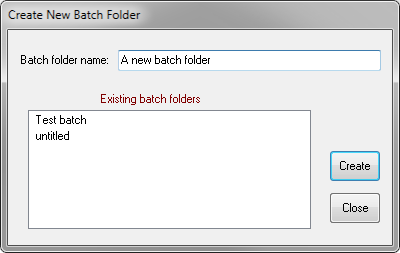 Create New Batch Folder
Batch folder name: A new batch folder
Existing batch folders
Test batch
untitled
Create
Close